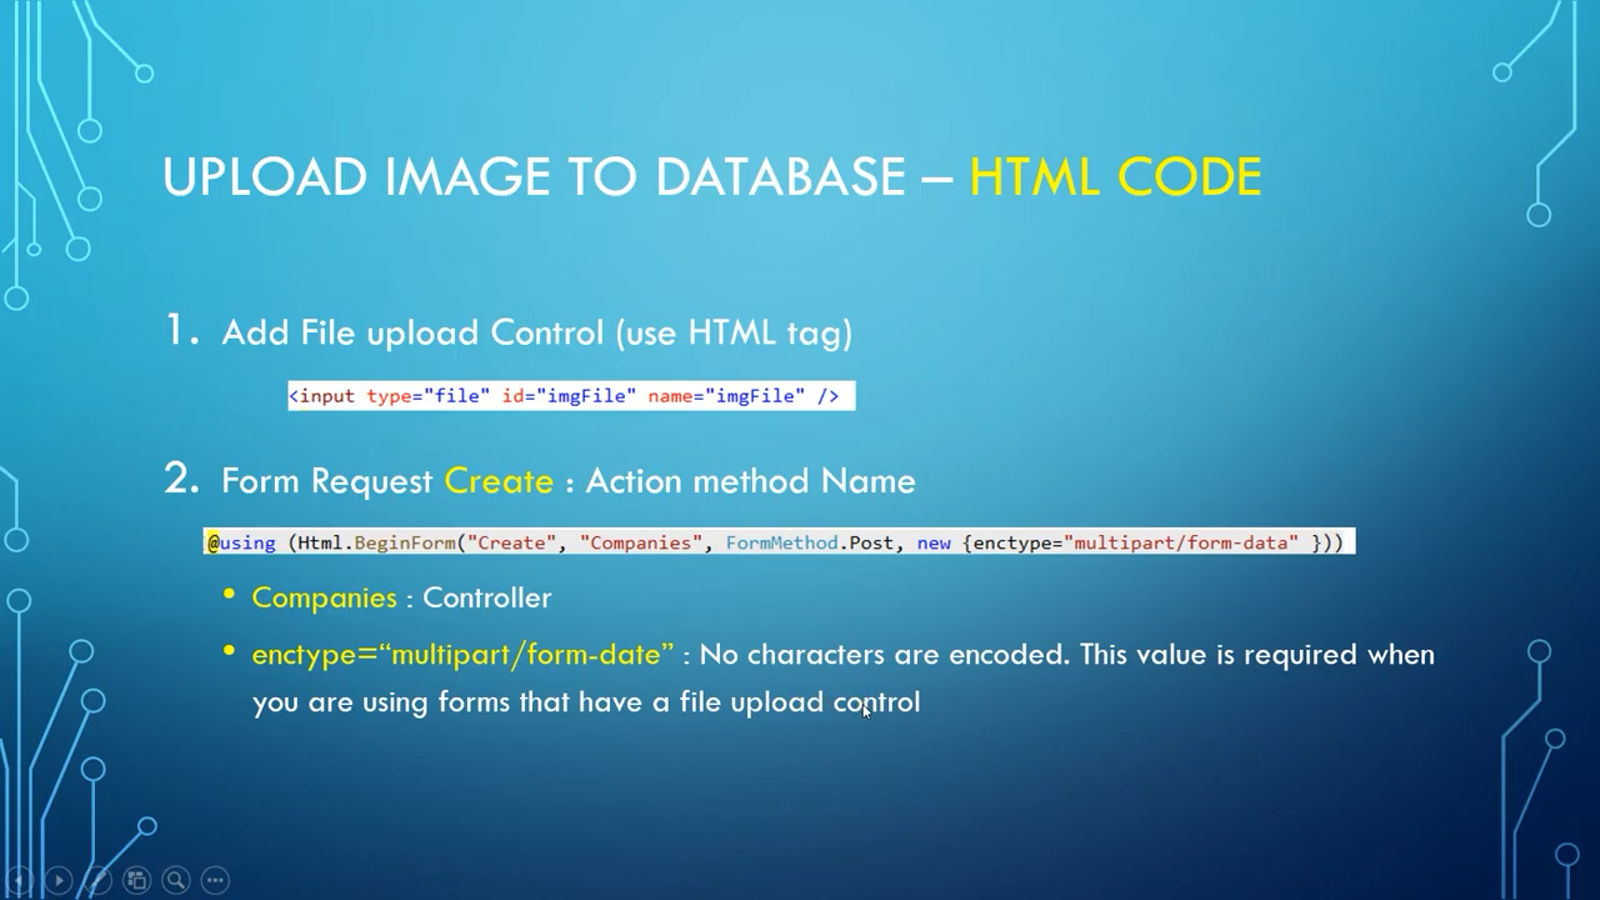 UPLOAD IMAGE TO DATABASE – HTML CODE
1. Add File upload Control (use HTML tag)
<input type="file" id="imgFile" name="imgFile" />
2. Form Request Create : Action method Name
@using (Html.BeginForm("Create", "Companies", FormMethod.Post, new {enctype="multipart/form-data" }))
• Companies : Controller
• enctype=“multipart/form-date” : No characters are encoded. This value is required when
you are using forms that have a file upload control